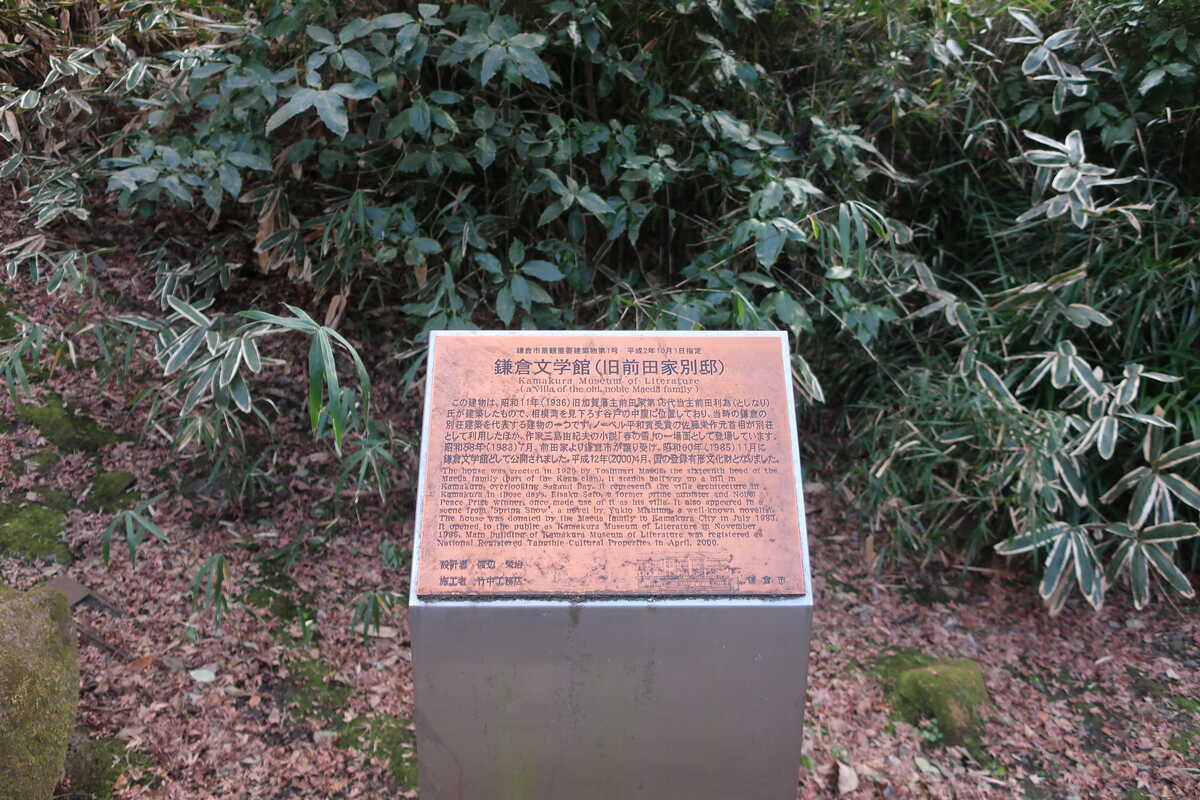 鎌倉市景観重要建築物第1号 平成2年10月1日指定
鎌倉文学館(旧前田家別邸)
Kamakura Museum of Literature
(a villa of the old, noble Maeda family)
この建物は、昭和11年(1936)旧加賀藩主前田家第16代当主前田利為(としなり)
氏が建築したもので、相模湾を見下ろす谷戸の中腹に位置しており、当時の鎌倉の
別荘建築を代表する建物の一つです。ノーベル平和賞受賞の佐藤栄作元首相が別荘
として利用したほか、作家三島由紀夫の小説「春の雪」の一場面として登場しています。
昭和58年(1983)7月、前田家より鎌倉市が譲り受け、昭和60年(1985)11月に
鎌倉文学館として公開されました。平成12年(2000)4月、国の登録有形文化財となりました。
The house was erected in 1936 by Toshinari Maeda, the sixteenth head of the
Maeda family (part of the Kaga clan). It stands halfway up a hill in
Kamakura, overlooking Sagami Bay. It represents the villa architecture in
Kamakura in those days. Eisaku Sato, a former prime minister and Nobel
Peace Prize winner, once made use of it as his villa. It also appeared in a
scene from "Spring Snow", a novel by Yukio Mishima, a well-known novelist.
The house was donated by the Maeda family to Kamakura City in July 1983.
It opened to the public as Kamakura Museum of Literature in November
1985. Main building of Kamakura Museum of Literature was registered as
National Registered Tangible Cultural Properties in April, 2000.
設計者 渡辺 栄治
施工者 竹中工務店
鎌倉市